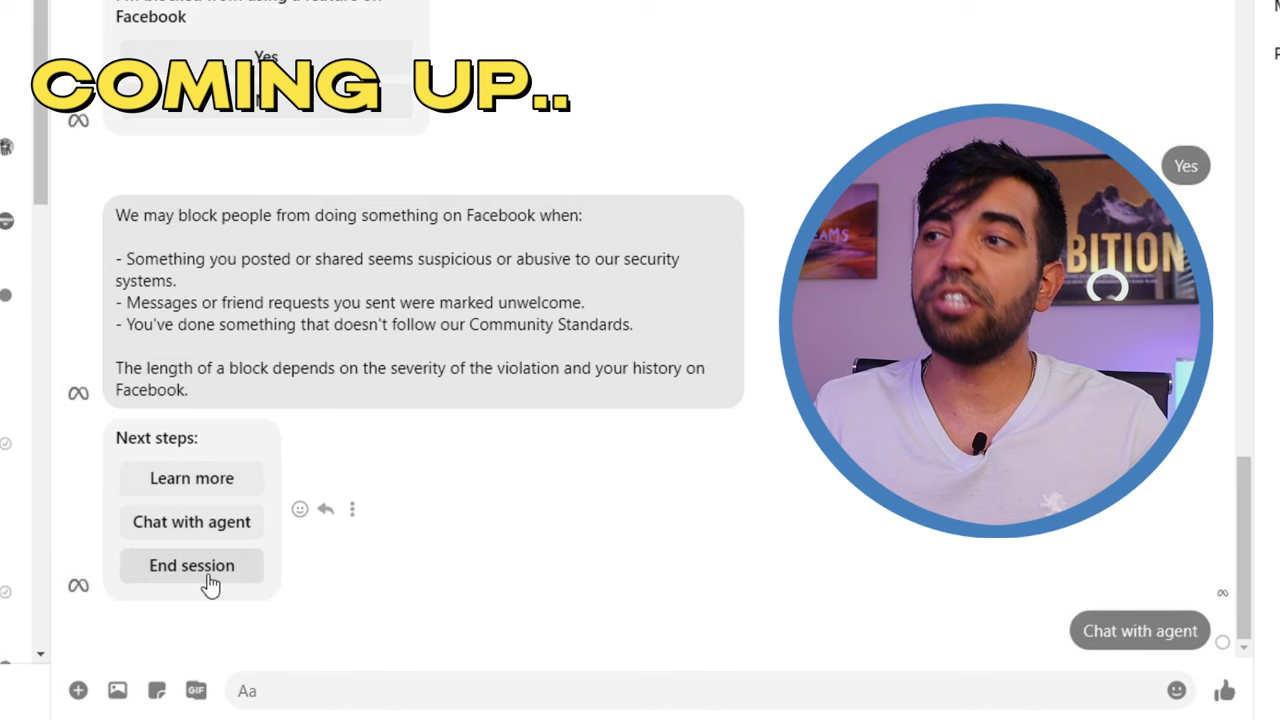 Facebook
Yes
COMING UP..
Yes
We may block people from doing something on Facebook when:
- Something you posted or shared seems suspicious or abusive to our security
systems.
- Messages or friend requests you sent were marked unwelcome.
- You've done something that doesn't follow our Community Standards.
The length of a block depends on the severity of the violation and your history on
Facebook.
BITION
Next steps:
Learn more
Chat with agent
End session
Chat with agent
GIF
Aa